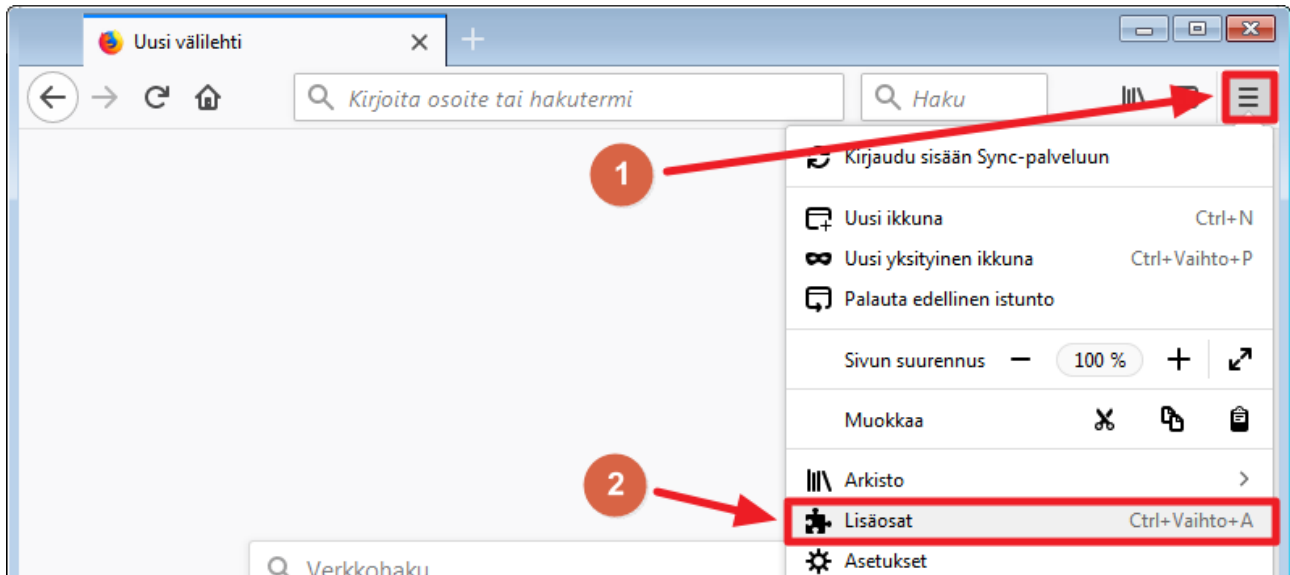 Uusi välilehti
Kirjoita osoite tai hakutermi
Haku
1
Kirjaudu sisään Sync-palveluun
Uusi ikkuna Ctrl+N
Uusi yksityinen ikkuna Ctrl+Vaihto+P
Palauta edellinen istunto
Sivun suurennus 100 %
Muokkaa
2
Arkisto
Lisäosat Ctrl+Vaihto+A
Asetukset
Verkkohaku